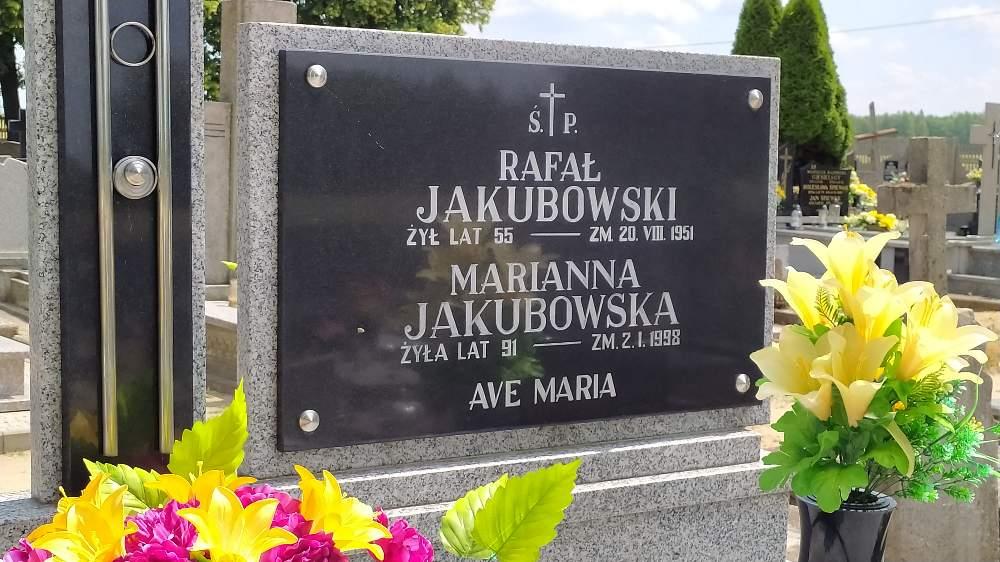 Ś. P.
RAFAŁ
JAKUBOWSKI
ŻYŁ LAT 55 — ZM. 20. VIII. 1951
MARIANNA
JAKUBOWSKA
ŻYŁA LAT 91 — ZM. 2. I. 1998
AVE MARIA